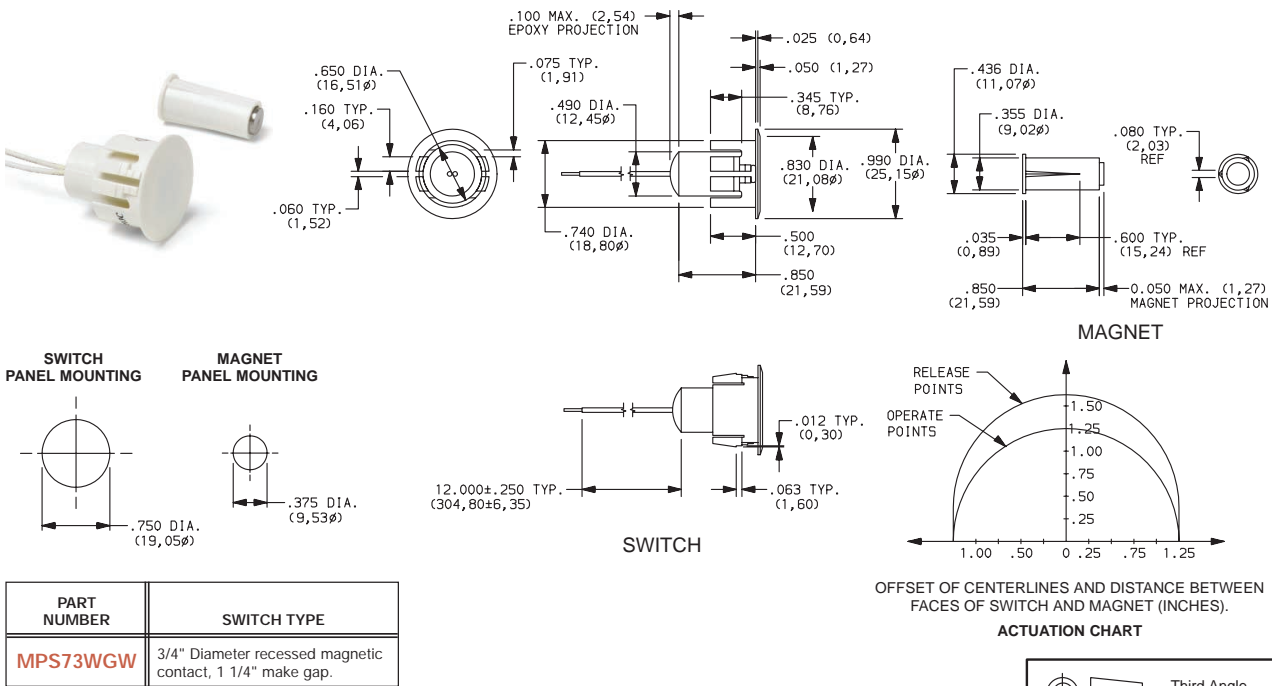 .100 MAX. (2,54)
EPOXY PROJECTION
.025 (0,64)
.050 (1,27)
.650 DIA.
(16,51ø)
.075 TYP.
(1,91)
.160 TYP.
(4,06)
.490 DIA.
(12,45ø)
.345 TYP.
(8,76)
.830 DIA.
(21,08ø)
.990 DIA.
(25,15ø)
.060 TYP.
(1,52)
.740 DIA.
(18,80ø)
.500
(12,70)
.850
(21,59)
.436 DIA.
(11,07ø)
.355 DIA.
(9,02ø)
.080 TYP.
(2,03)
REF
.035
(0,89)
.600 TYP.
(15,24) REF
.850
(21,59)
0.050 MAX. (1,27)
MAGNET PROJECTION
MAGNET
SWITCH
PANEL MOUNTING
MAGNET
PANEL MOUNTING
.750 DIA.
(19,05ø)
.375 DIA.
(9,53ø)
.012 TYP.
(0,30)
12.000±.250 TYP.
(304,80±6,35)
.063 TYP.
(1,60)
SWITCH
RELEASE
POINTS
OPERATE
POINTS
1.50
1.25
1.00
.75
.50
.25
1.00 .50 0 .25 .75 1.25
OFFSET OF CENTERLINES AND DISTANCE BETWEEN
FACES OF SWITCH AND MAGNET (INCHES).
ACTUATION CHART
PART
NUMBER
SWITCH TYPE
MPS73WGW
3/4" Diameter recessed magnetic
contact, 1 1/4" make gap.
Third Angle